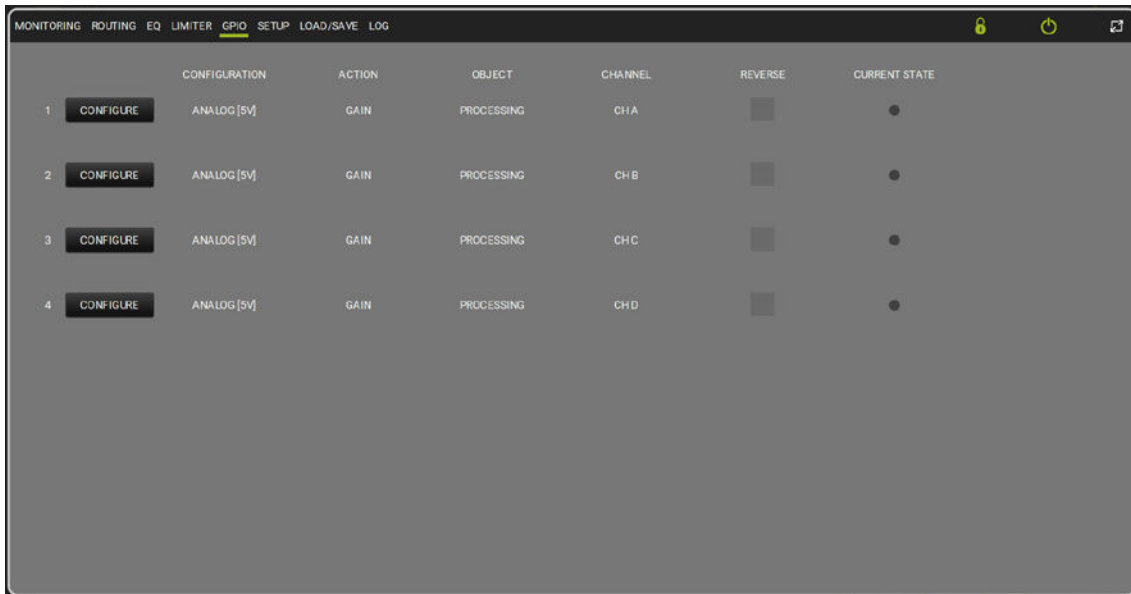 MONITORING ROUTING EQ LIMITER GPIO SETUP LOAD/SAVE LOG
CONFIGURATION ACTION OBJECT CHANNEL REVERSE CURRENT STATE
1 CONFIGURE ANALOG [5V] GAIN PROCESSING CH A
2 CONFIGURE ANALOG [5V] GAIN PROCESSING CH B
3 CONFIGURE ANALOG [5V] GAIN PROCESSING CH C
4 CONFIGURE ANALOG [5V] GAIN PROCESSING CH D